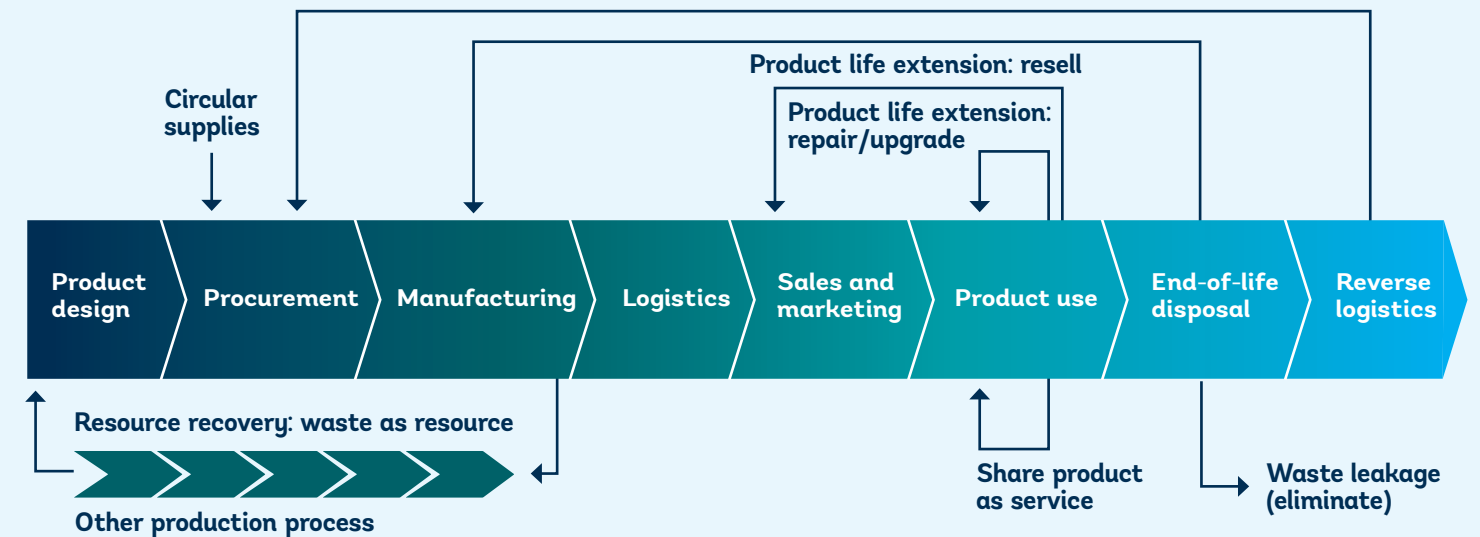 Product life extension: resell
Circular
supplies
Product life extension:
repair/upgrade
Product
design
Procurement
Manufacturing
Logistics
Sales and
marketing
Product use
End-of-life
disposal
Reverse
logistics
Resource recovery: waste as resource
Other production process
Share product
as service
Waste leakage
(eliminate)